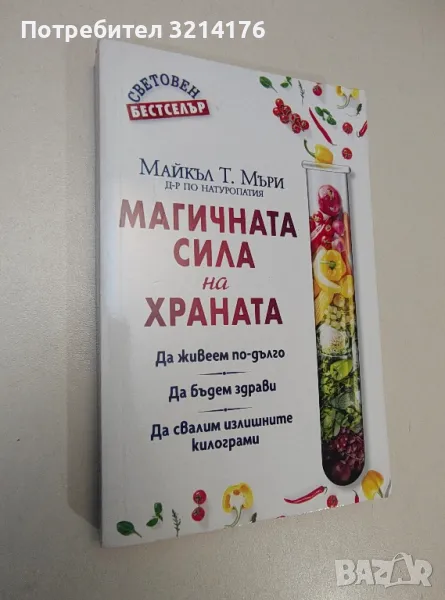 Потребител 3214176
СВЕТОВЕН
БЕСТСЕЛЪР
МАЙКЪЛ Т. МЪРИ
Д-Р ПО НАТУРОПАТИЯ
МАГИЧНАТА
СИЛА
на
ХРАНАТА
Да живеем по-дълго
Да бъдем здрави
Да свалим излишните
килограми
BAZAR